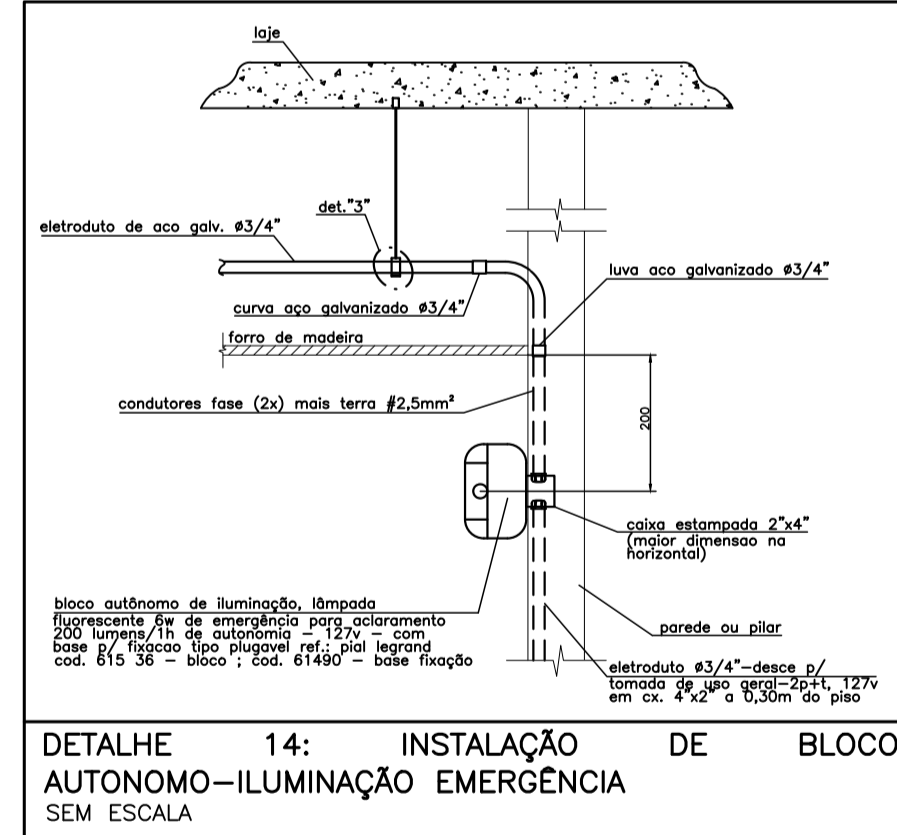 laje
det."3"
eletroduto de aco galv. ø3/4"
luva aco galvanizado ø3/4"
curva aço galvanizado ø3/4"
forro de madeira
condutores fase (2x) mais terra #2,5mm²
200
caixa estampada 2"x4"
(maior dimensao na
horizontal)
bloco autônomo de iluminação, lâmpada
fluorescente 6w de emergência para aclaramento
200 lumens/1h de autonomia – 127v – com
base p/ fixacao tipo plugavel ref.: pial legrand
cod. 615 36 – bloco ; cod. 61490 – base fixação
parede ou pilar
eletroduto ø3/4"–desce p/
tomada de uso geral–2p+t, 127v
em cx. 4"x2" a 0,30m do piso
DETALHE 14: INSTALAÇÃO DE BLOCO
AUTONOMO–ILUMINAÇÃO EMERGÊNCIA
SEM ESCALA